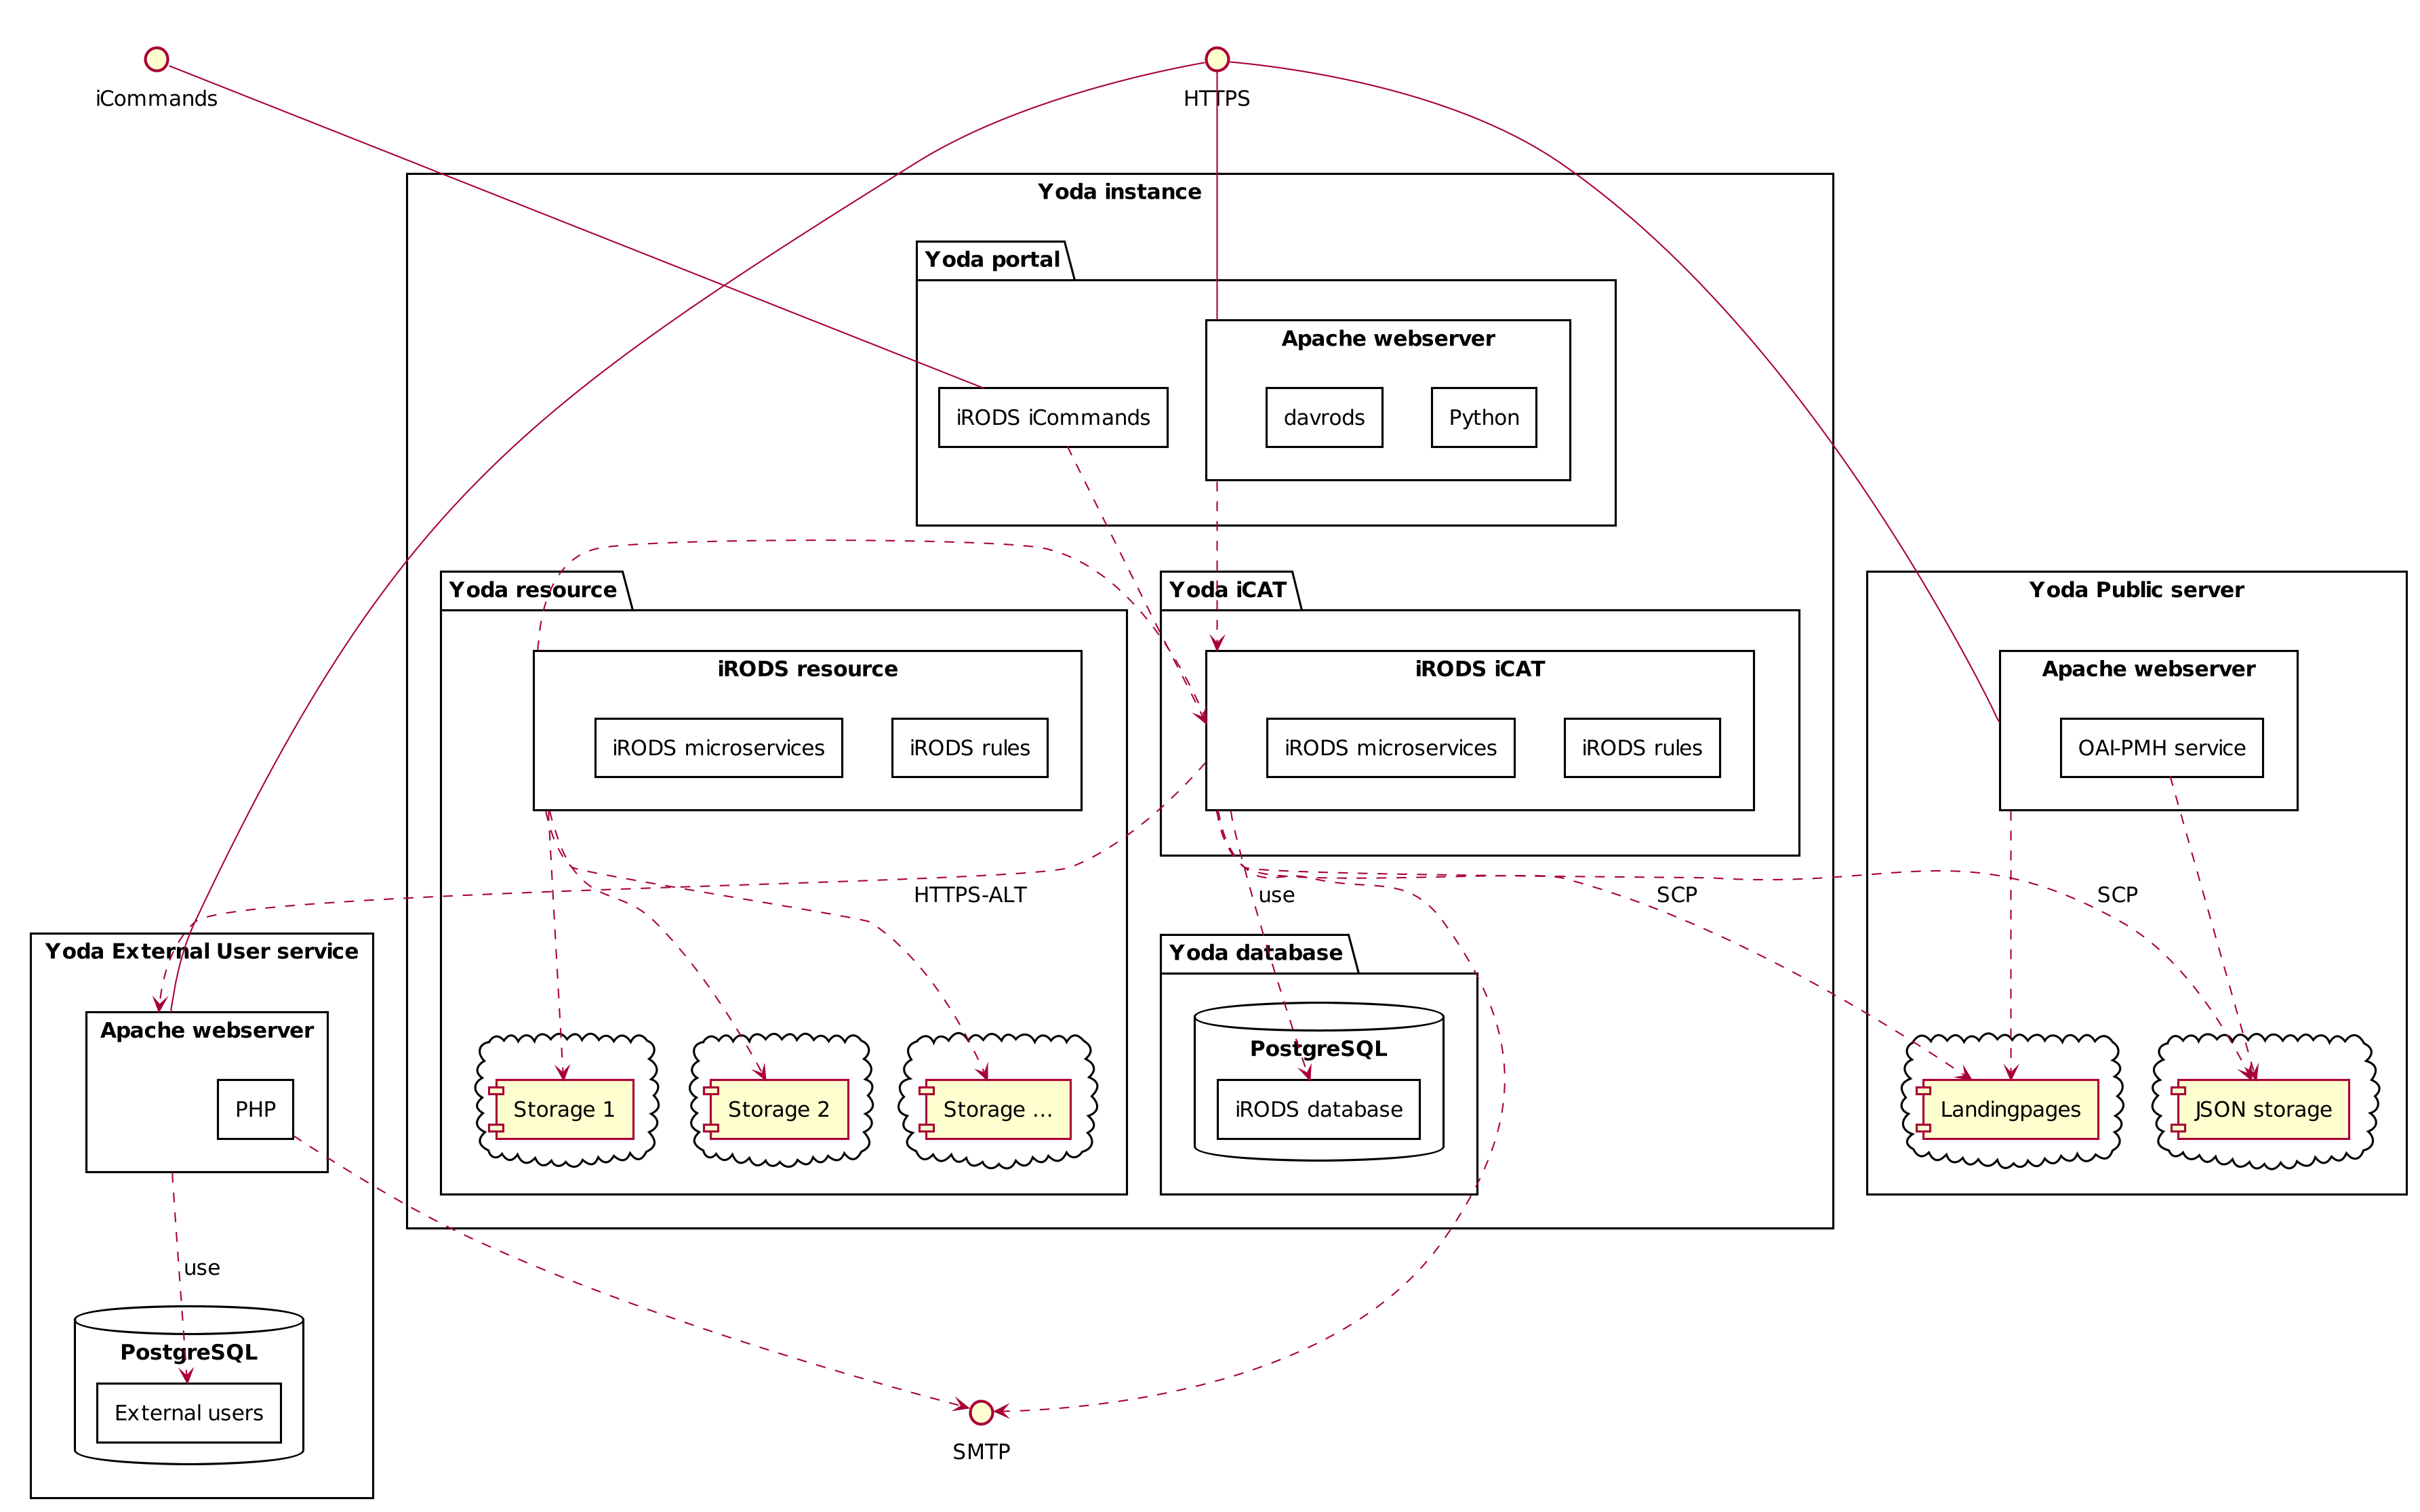 iCommands
HTTPS
Yoda instance
Yoda portal
Apache webserver
iRODS iCommands
davrods
Python
Yoda resource
Yoda iCAT
Yoda Public server
iRODS resource
iRODS iCAT
Apache webserver
iRODS microservices
iRODS rules
iRODS microservices
iRODS rules
OAI-PMH service
HTTPS-ALT
use
SCP
SCP
Yoda External User service
Yoda database
Apache webserver
PostgreSQL
PHP
Storage 1
Storage 2
Storage ...
iRODS database
Landingpages
JSON storage
use
PostgreSQL
External users
SMTP